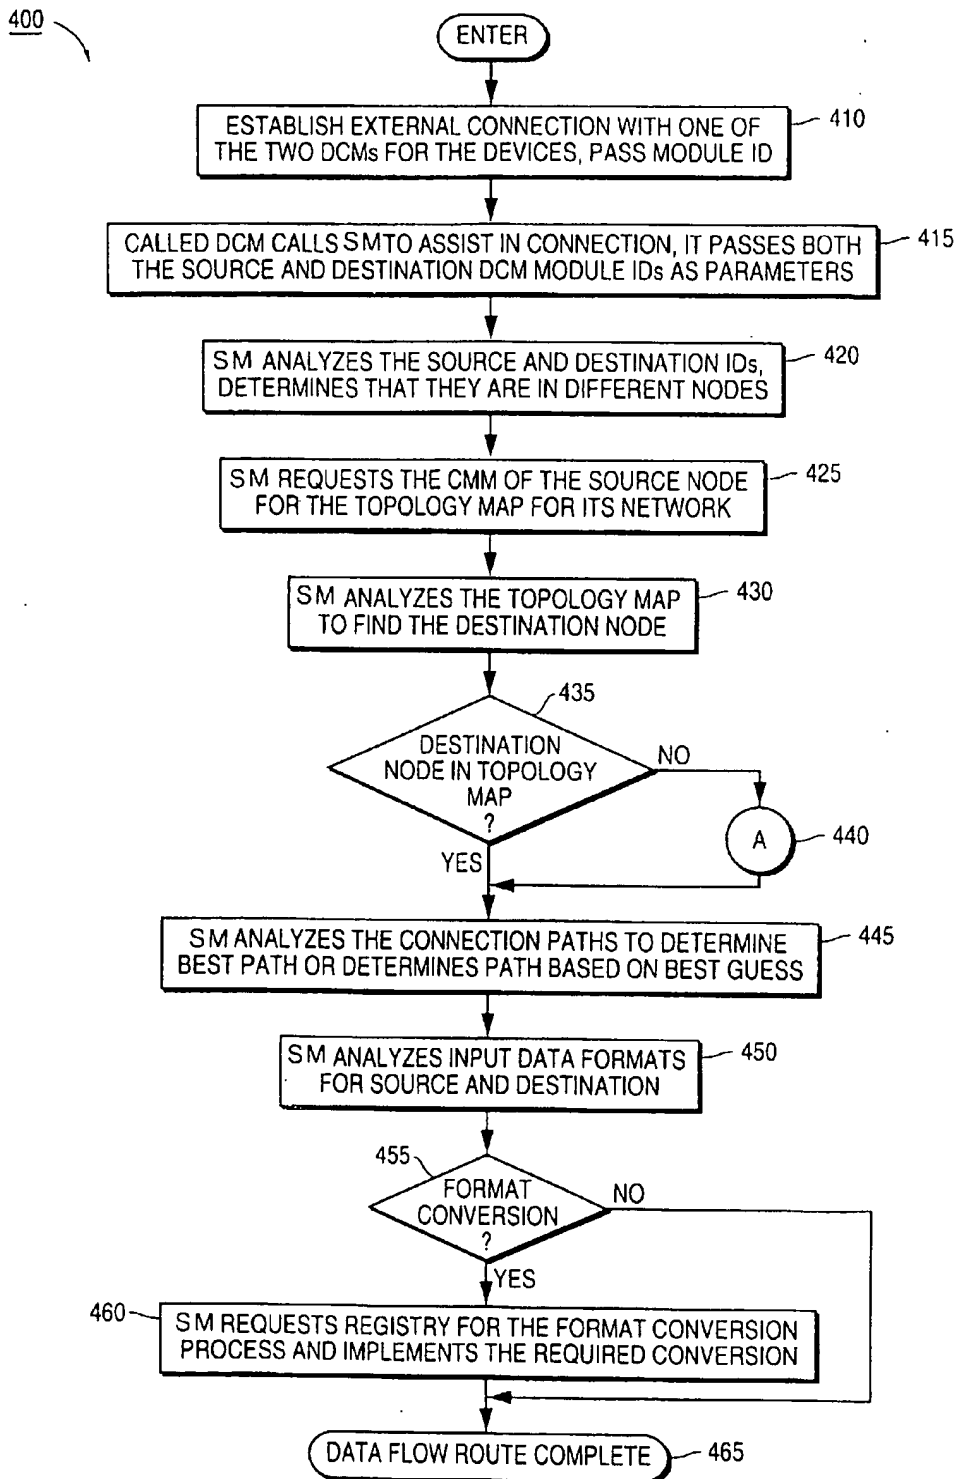 400
ENTER
ESTABLISH EXTERNAL CONNECTION WITH ONE OF
THE TWO DCMs FOR THE DEVICES, PASS MODULE ID
410
CALLED DCM CALLS SM TO ASSIST IN CONNECTION, IT PASSES BOTH
THE SOURCE AND DESTINATION DCM MODULE IDs AS PARAMETERS
415
SM ANALYZES THE SOURCE AND DESTINATION IDs,
DETERMINES THAT THEY ARE IN DIFFERENT NODES
420
SM REQUESTS THE CMM OF THE SOURCE NODE
FOR THE TOPOLOGY MAP FOR ITS NETWORK
425
SM ANALYZES THE TOPOLOGY MAP
TO FIND THE DESTINATION NODE
430
435
DESTINATION
NODE IN TOPOLOGY
MAP
?
NO
A
440
YES
SM ANALYZES THE CONNECTION PATHS TO DETERMINE
BEST PATH OR DETERMINES PATH BASED ON BEST GUESS
445
SM ANALYZES INPUT DATA FORMATS
FOR SOURCE AND DESTINATION
450
455
FORMAT
CONVERSION
?
NO
YES
460
SM REQUESTS REGISTRY FOR THE FORMAT CONVERSION
PROCESS AND IMPLEMENTS THE REQUIRED CONVERSION
DATA FLOW ROUTE COMPLETE
465